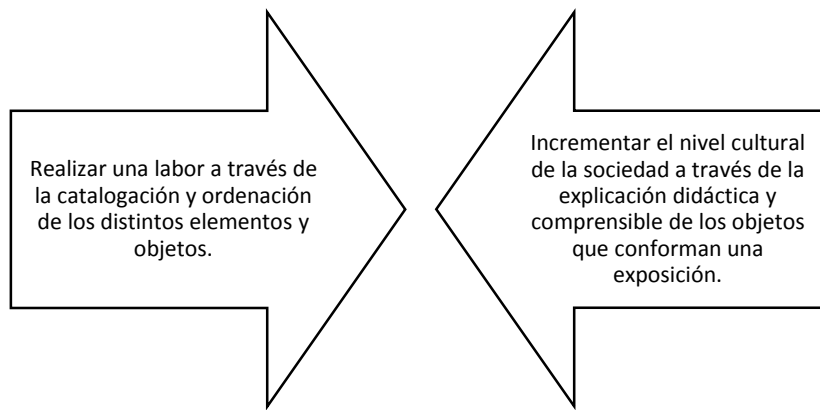 Realizar una labor a través de
la catalogación y ordenación
de los distintos elementos y
objetos.
Incrementar el nivel cultural
de la sociedad a través de la
explicación didáctica y
comprensible de los objetos
que conforman una
exposición.